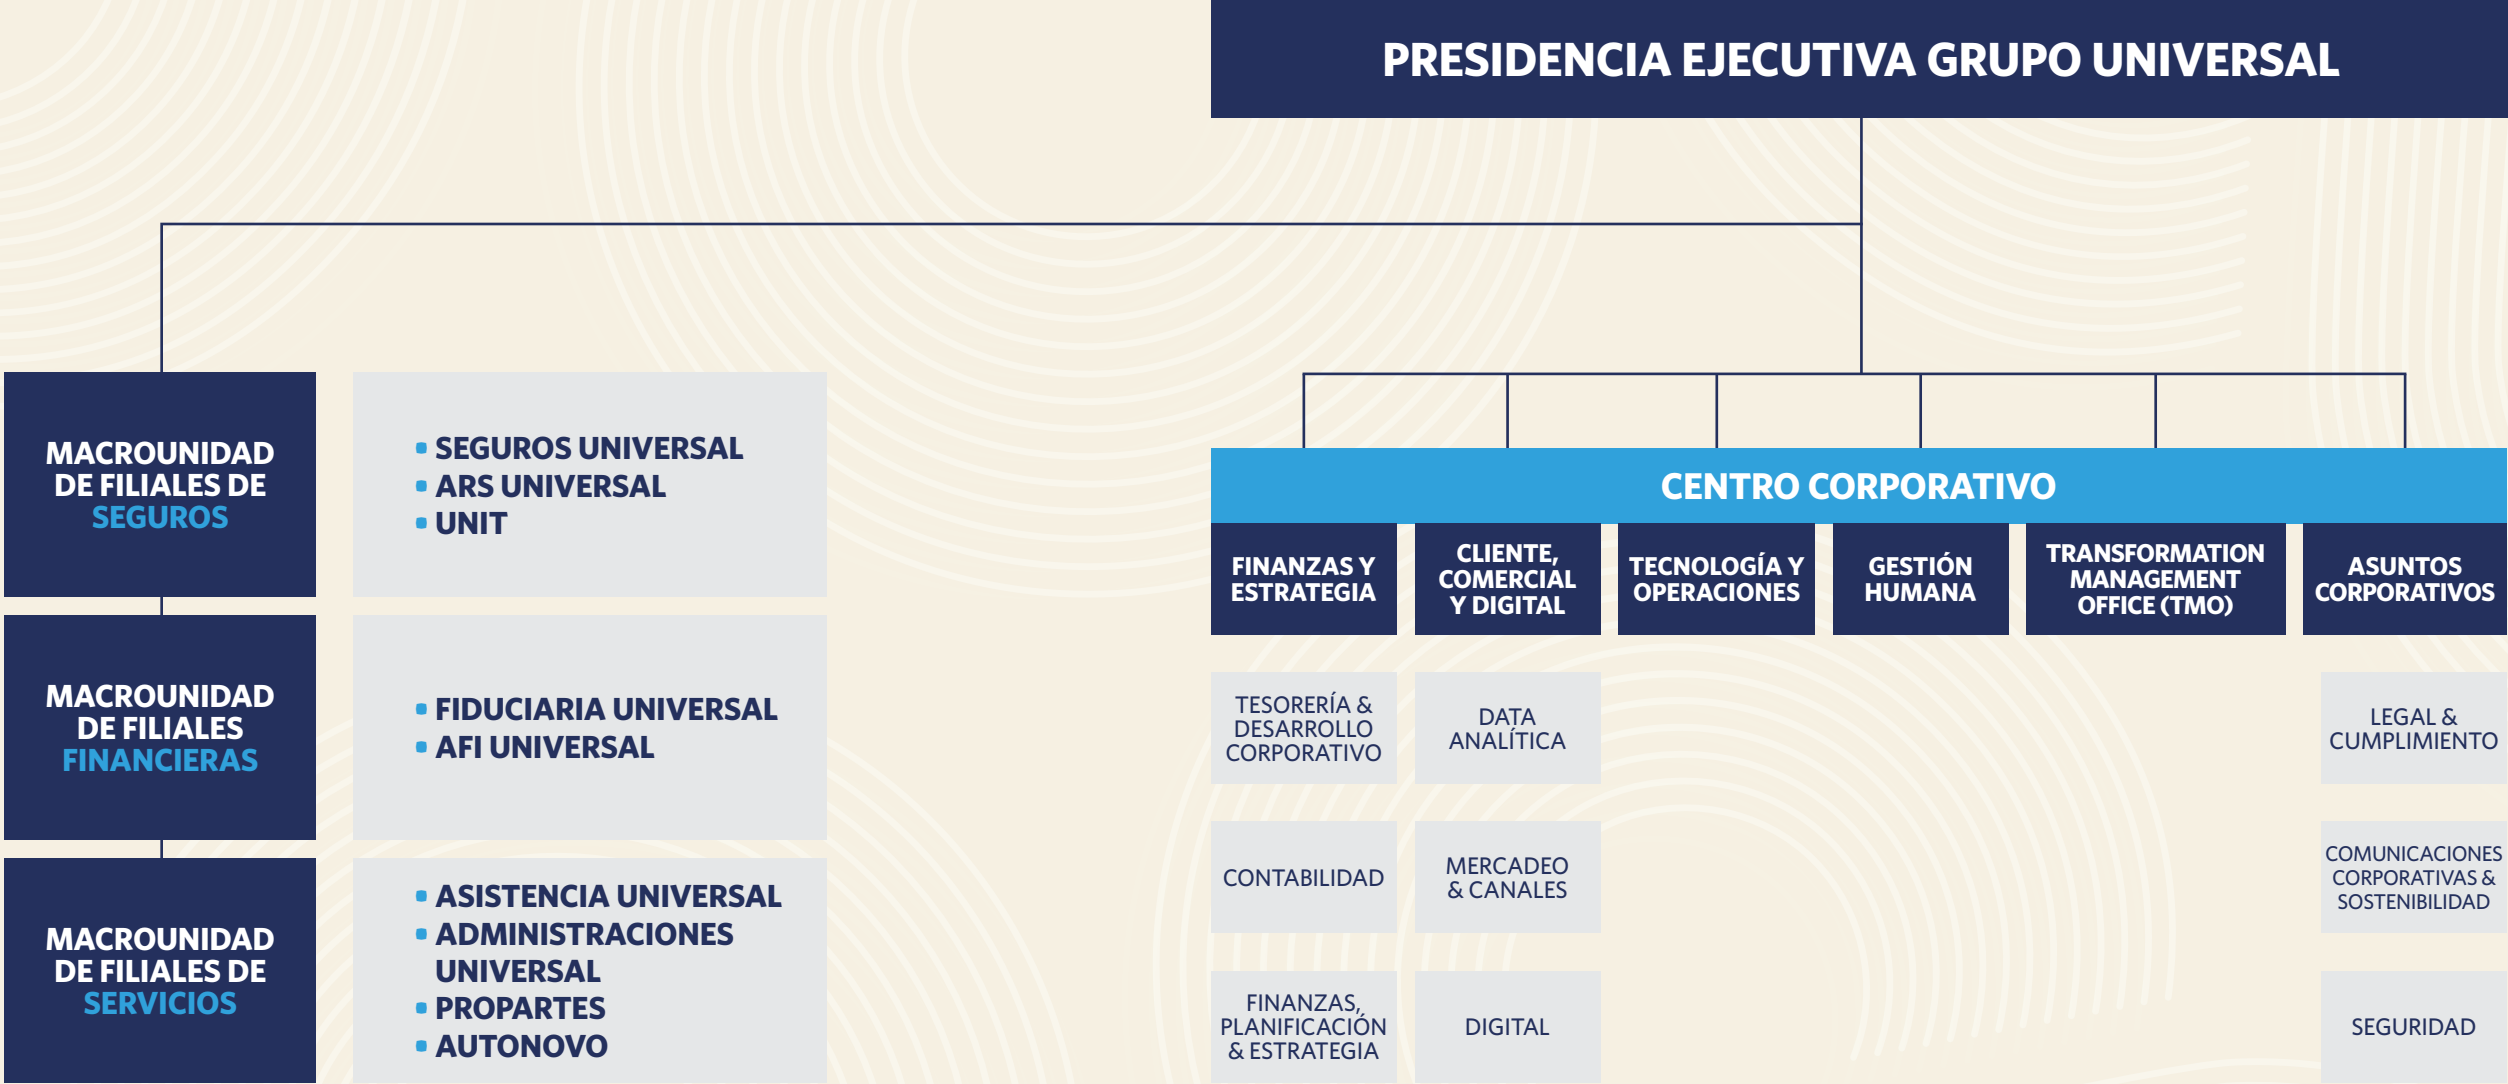 PRESIDENCIA EJECUTIVA GRUPO UNIVERSAL
MACROUNIDAD
DE FILIALES DE
SEGUROS
SEGUROS UNIVERSAL
ARS UNIVERSAL
UNIT
MACROUNIDAD
DE FILIALES
FINANCIERAS
FIDUCIARIA UNIVERSAL
AFI UNIVERSAL
MACROUNIDAD
DE FILIALES DE
SERVICIOS
ASISTENCIA UNIVERSAL
ADMINISTRACIONES
UNIVERSAL
PROPARTES
AUTONOVO
CENTRO CORPORATIVO
FINANZAS Y
ESTRATEGIA
TESORERÍA &
DESARROLLO
CORPORATIVO
CONTABILIDAD
FINANZAS,
PLANIFICACIÓN
& ESTRATEGIA
CLIENTE,
COMERCIAL
Y DIGITAL
DATA
ANALÍTICA
MERCADEO
& CANALES
DIGITAL
TECNOLOGÍA Y
OPERACIONES
GESTIÓN
HUMANA
TRANSFORMATION
MANAGEMENT
OFFICE (TMO)
ASUNTOS
CORPORATIVOS
LEGAL &
CUMPLIMIENTO
COMUNICACIONES
CORPORATIVAS &
SOSTENIBILIDAD
SEGURIDAD